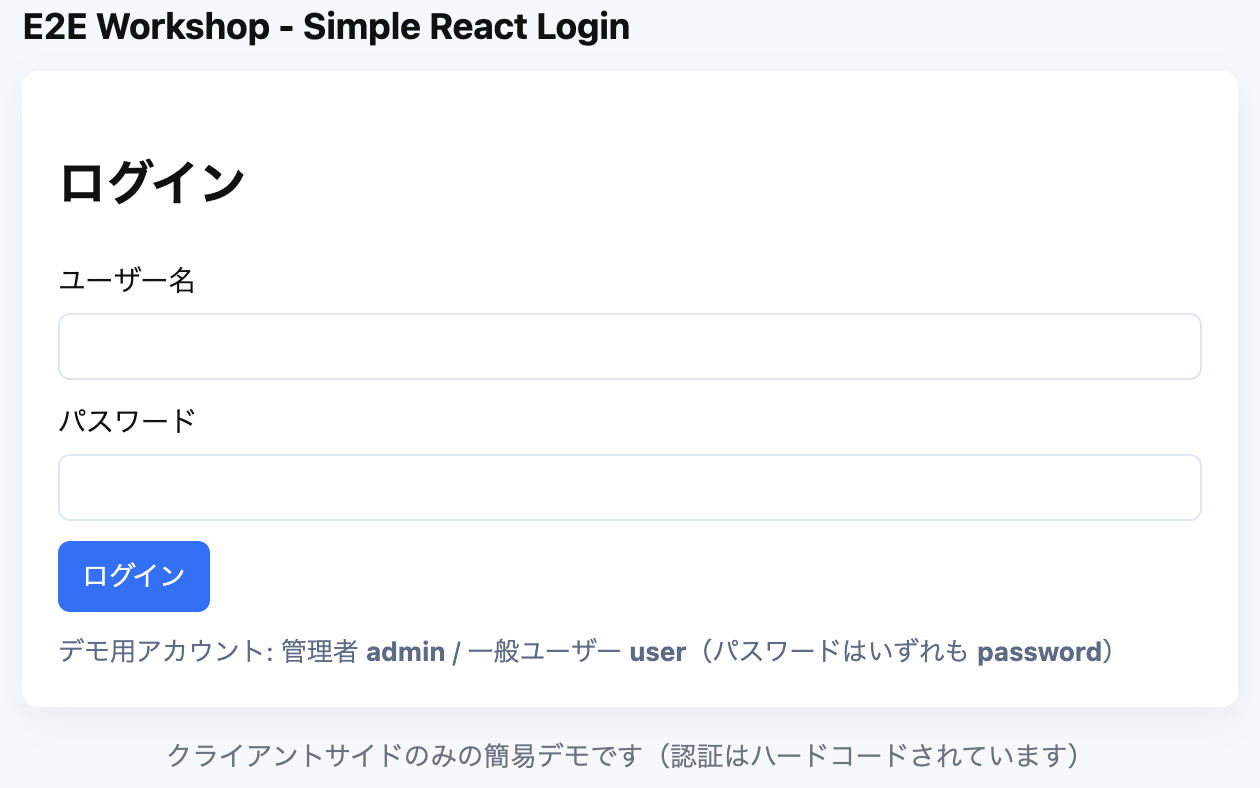 E2E Workshop - Simple React Login
ログイン
ユーザー名
パスワード
ログイン
デモ用アカウント: 管理者 admin / 一般ユーザー user（パスワードはいずれも password）
クライアントサイドのみの簡易デモです（認証はハードコードされています）